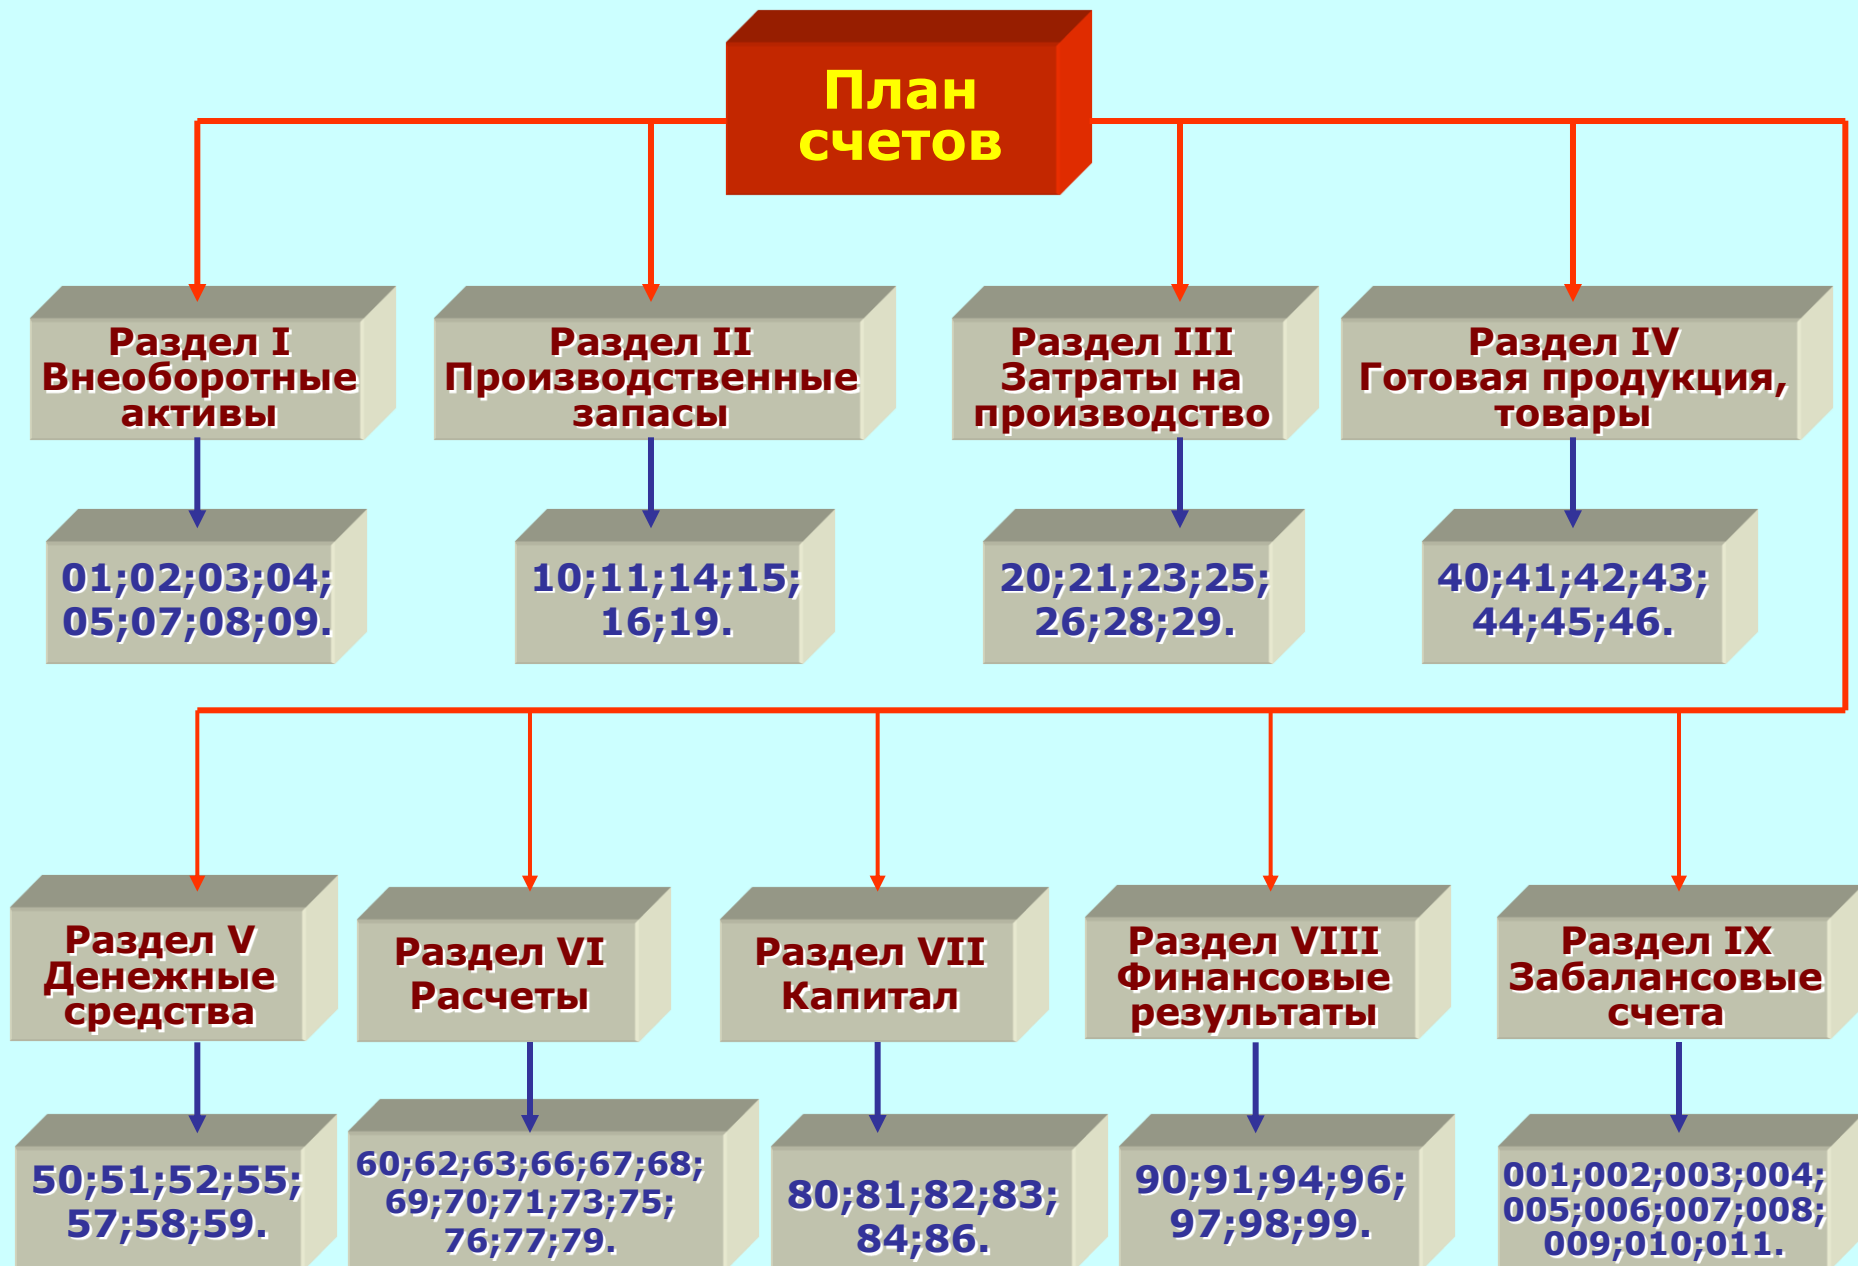 План
счетов
Раздел I
Внеоборотные
активы
Раздел II
Производственные
запасы
Раздел III
Затраты на
производство
Раздел IV
Готовая продукция,
товары
01;02;03;04;
05;07;08;09.
10;11;14;15;
16;19.
20;21;23;25;
26;28;29.
40;41;42;43;
44;45;46.
Раздел V
Денежные
средства
Раздел VI
Расчеты
Раздел VII
Капитал
Раздел VIII
Финансовые
результаты
Раздел IX
Забалансовые
счета
50;51;52;55;
57;58;59.
60;62;63;66;67;68;
69;70;71;73;75;
76;77;79.
80;81;82;83;
84;86.
90;91;94;96;
97;98;99.
001;002;003;004;
005;006;007;008;
009;010;011.